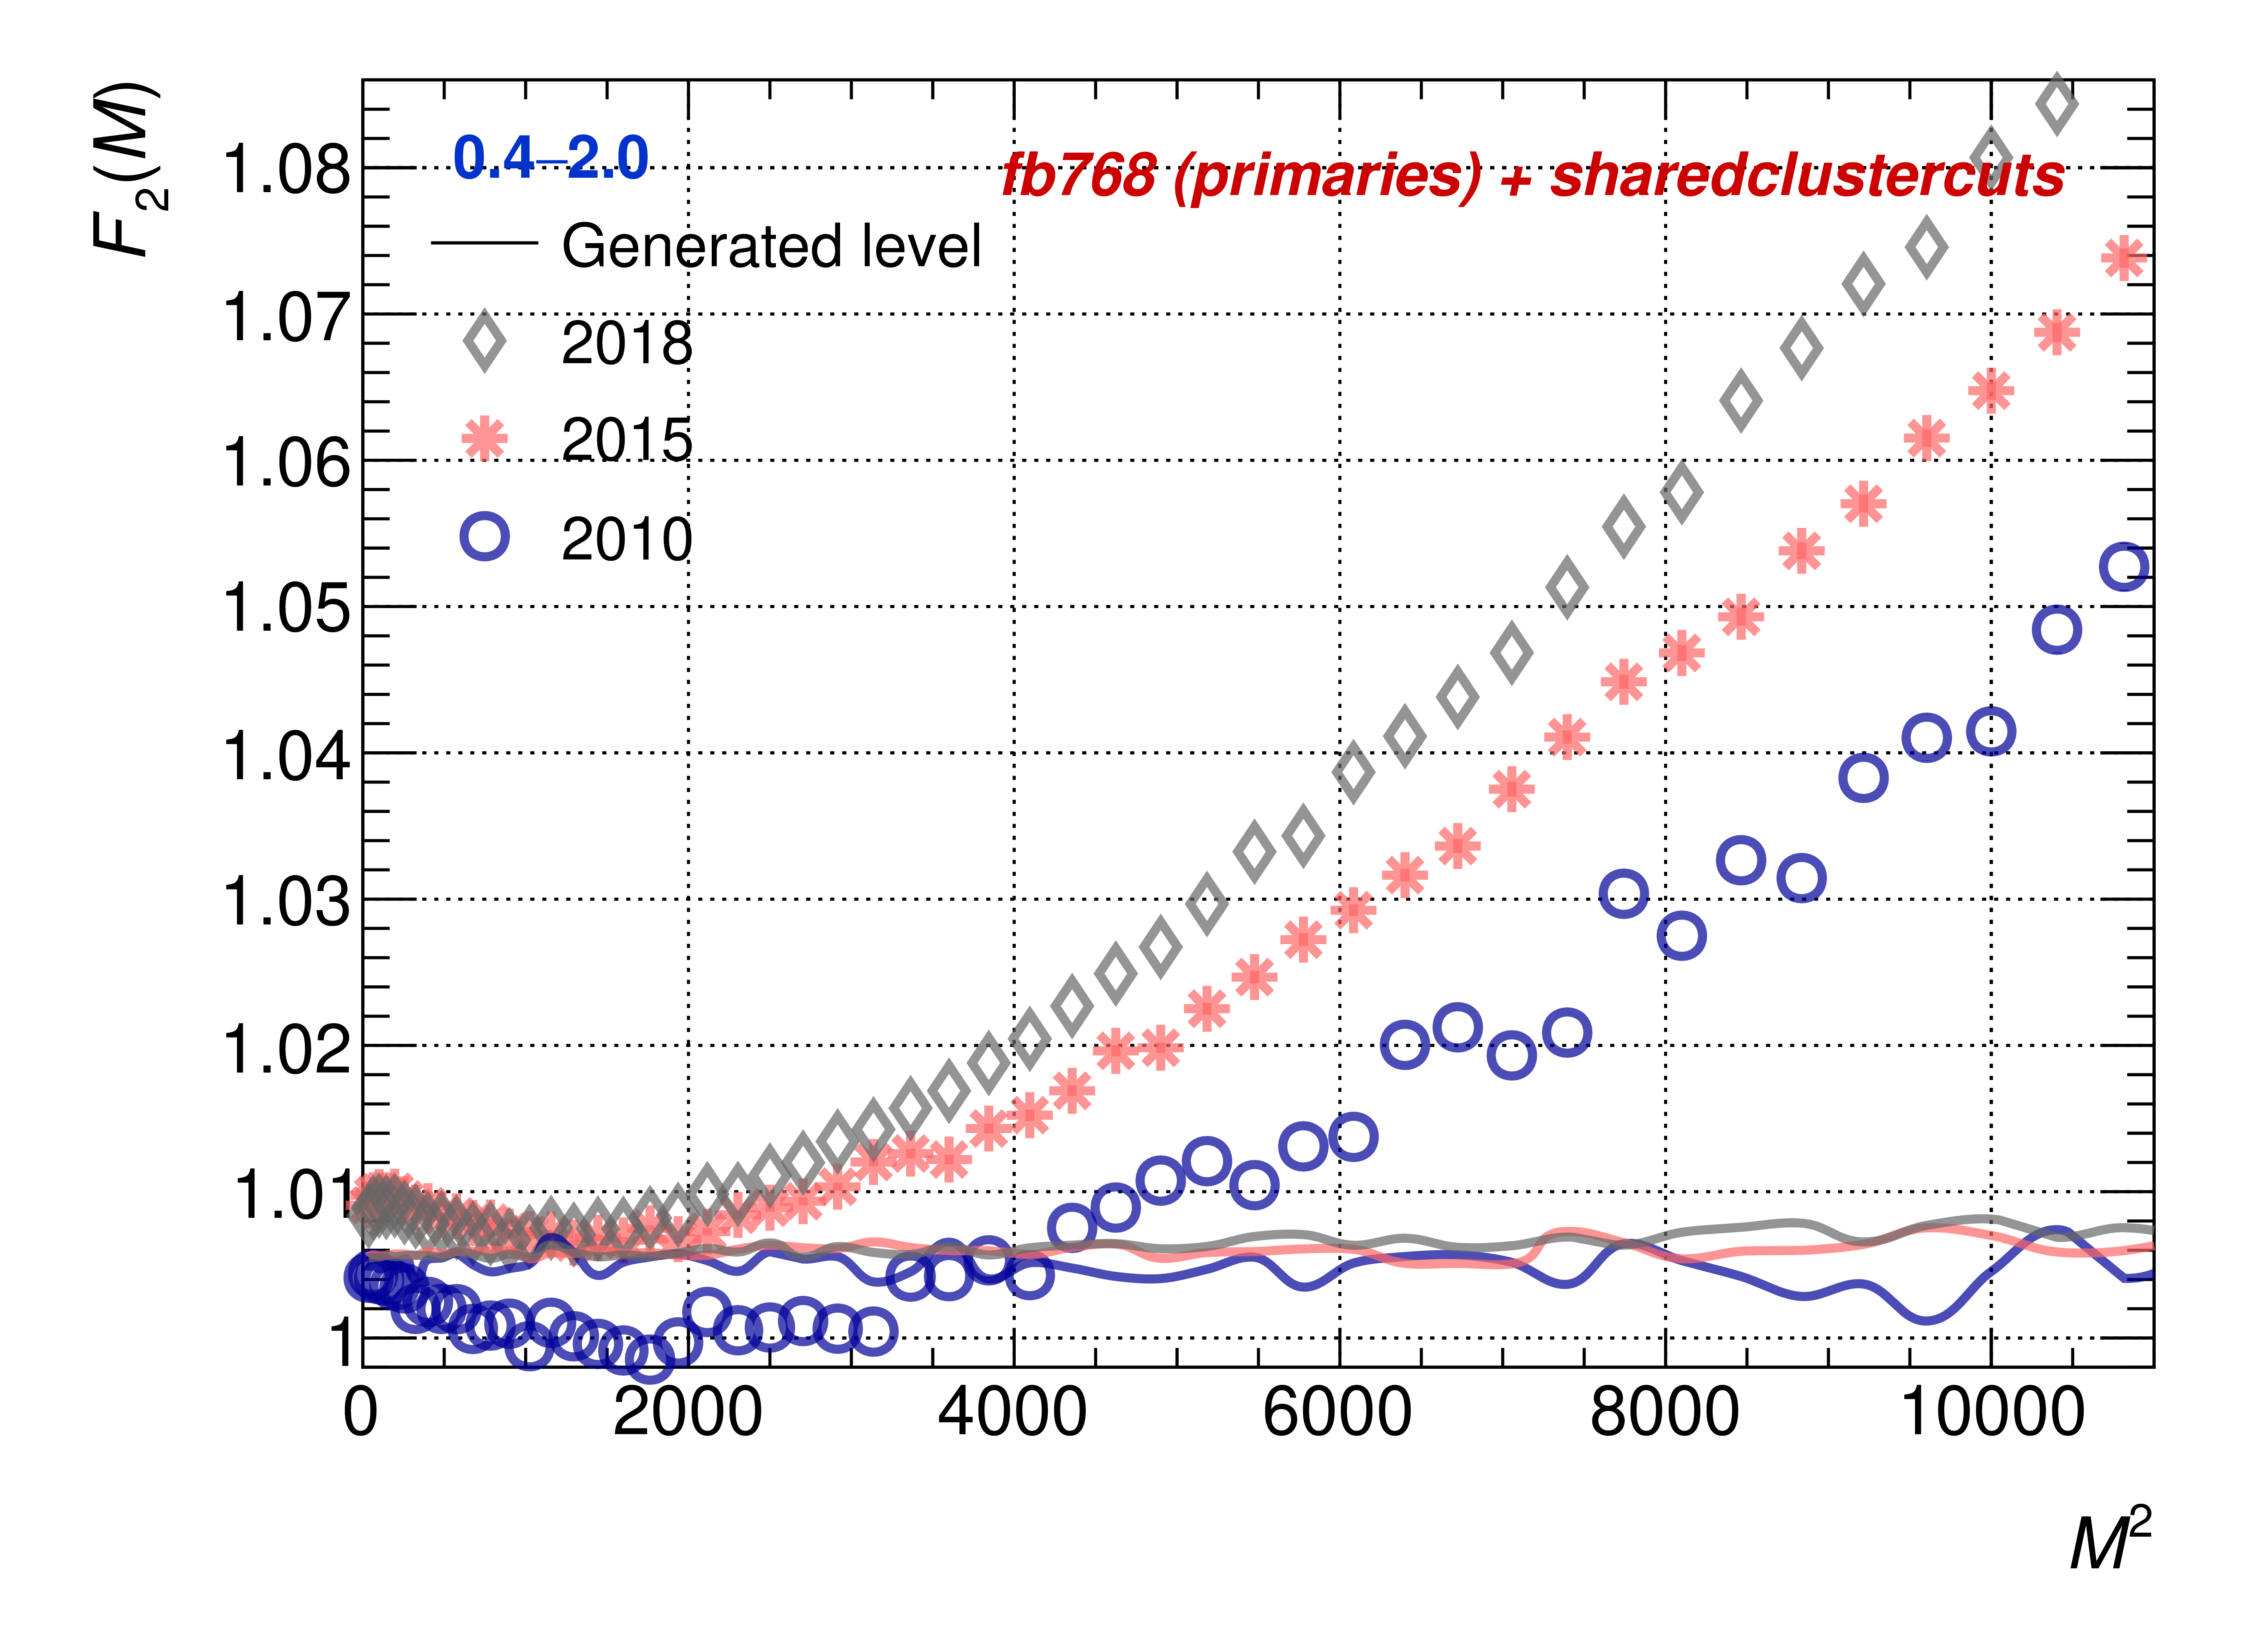 F₂(M)
0.4–2.0
fb768 (primaries) + sharedclustercuts
Generated level
2018
2015
2010
1.08
1.07
1.06
1.05
1.04
1.03
1.02
1.01
1
0 2000 4000 6000 8000 10000
M²